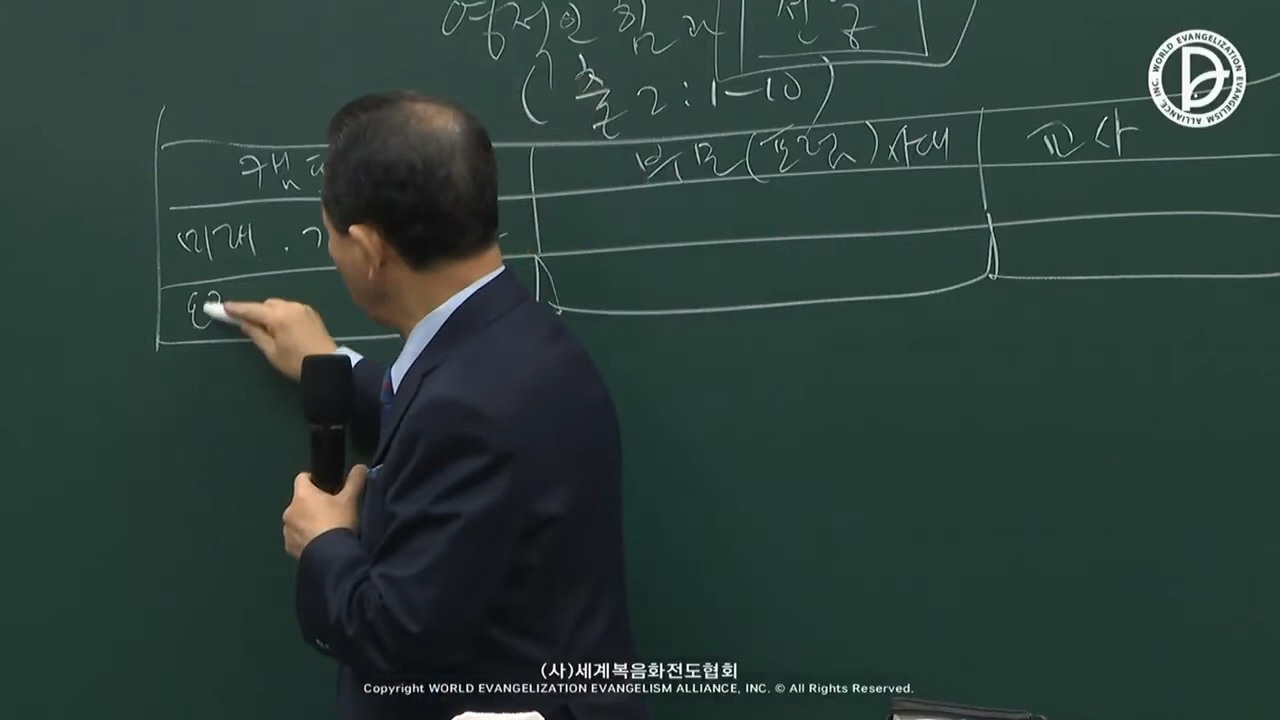 영적인 힘과 전공
(출 2:1-10)
부모(포럼)시대
교사
미래 .
WORLD EVANGELIZATION EVANGELISM ALLIANCE, INC.
(사)세계복음화전도협회
Copyright WORLD EVANGELIZATION EVANGELISM ALLIANCE, INC. © All Rights Reserved.